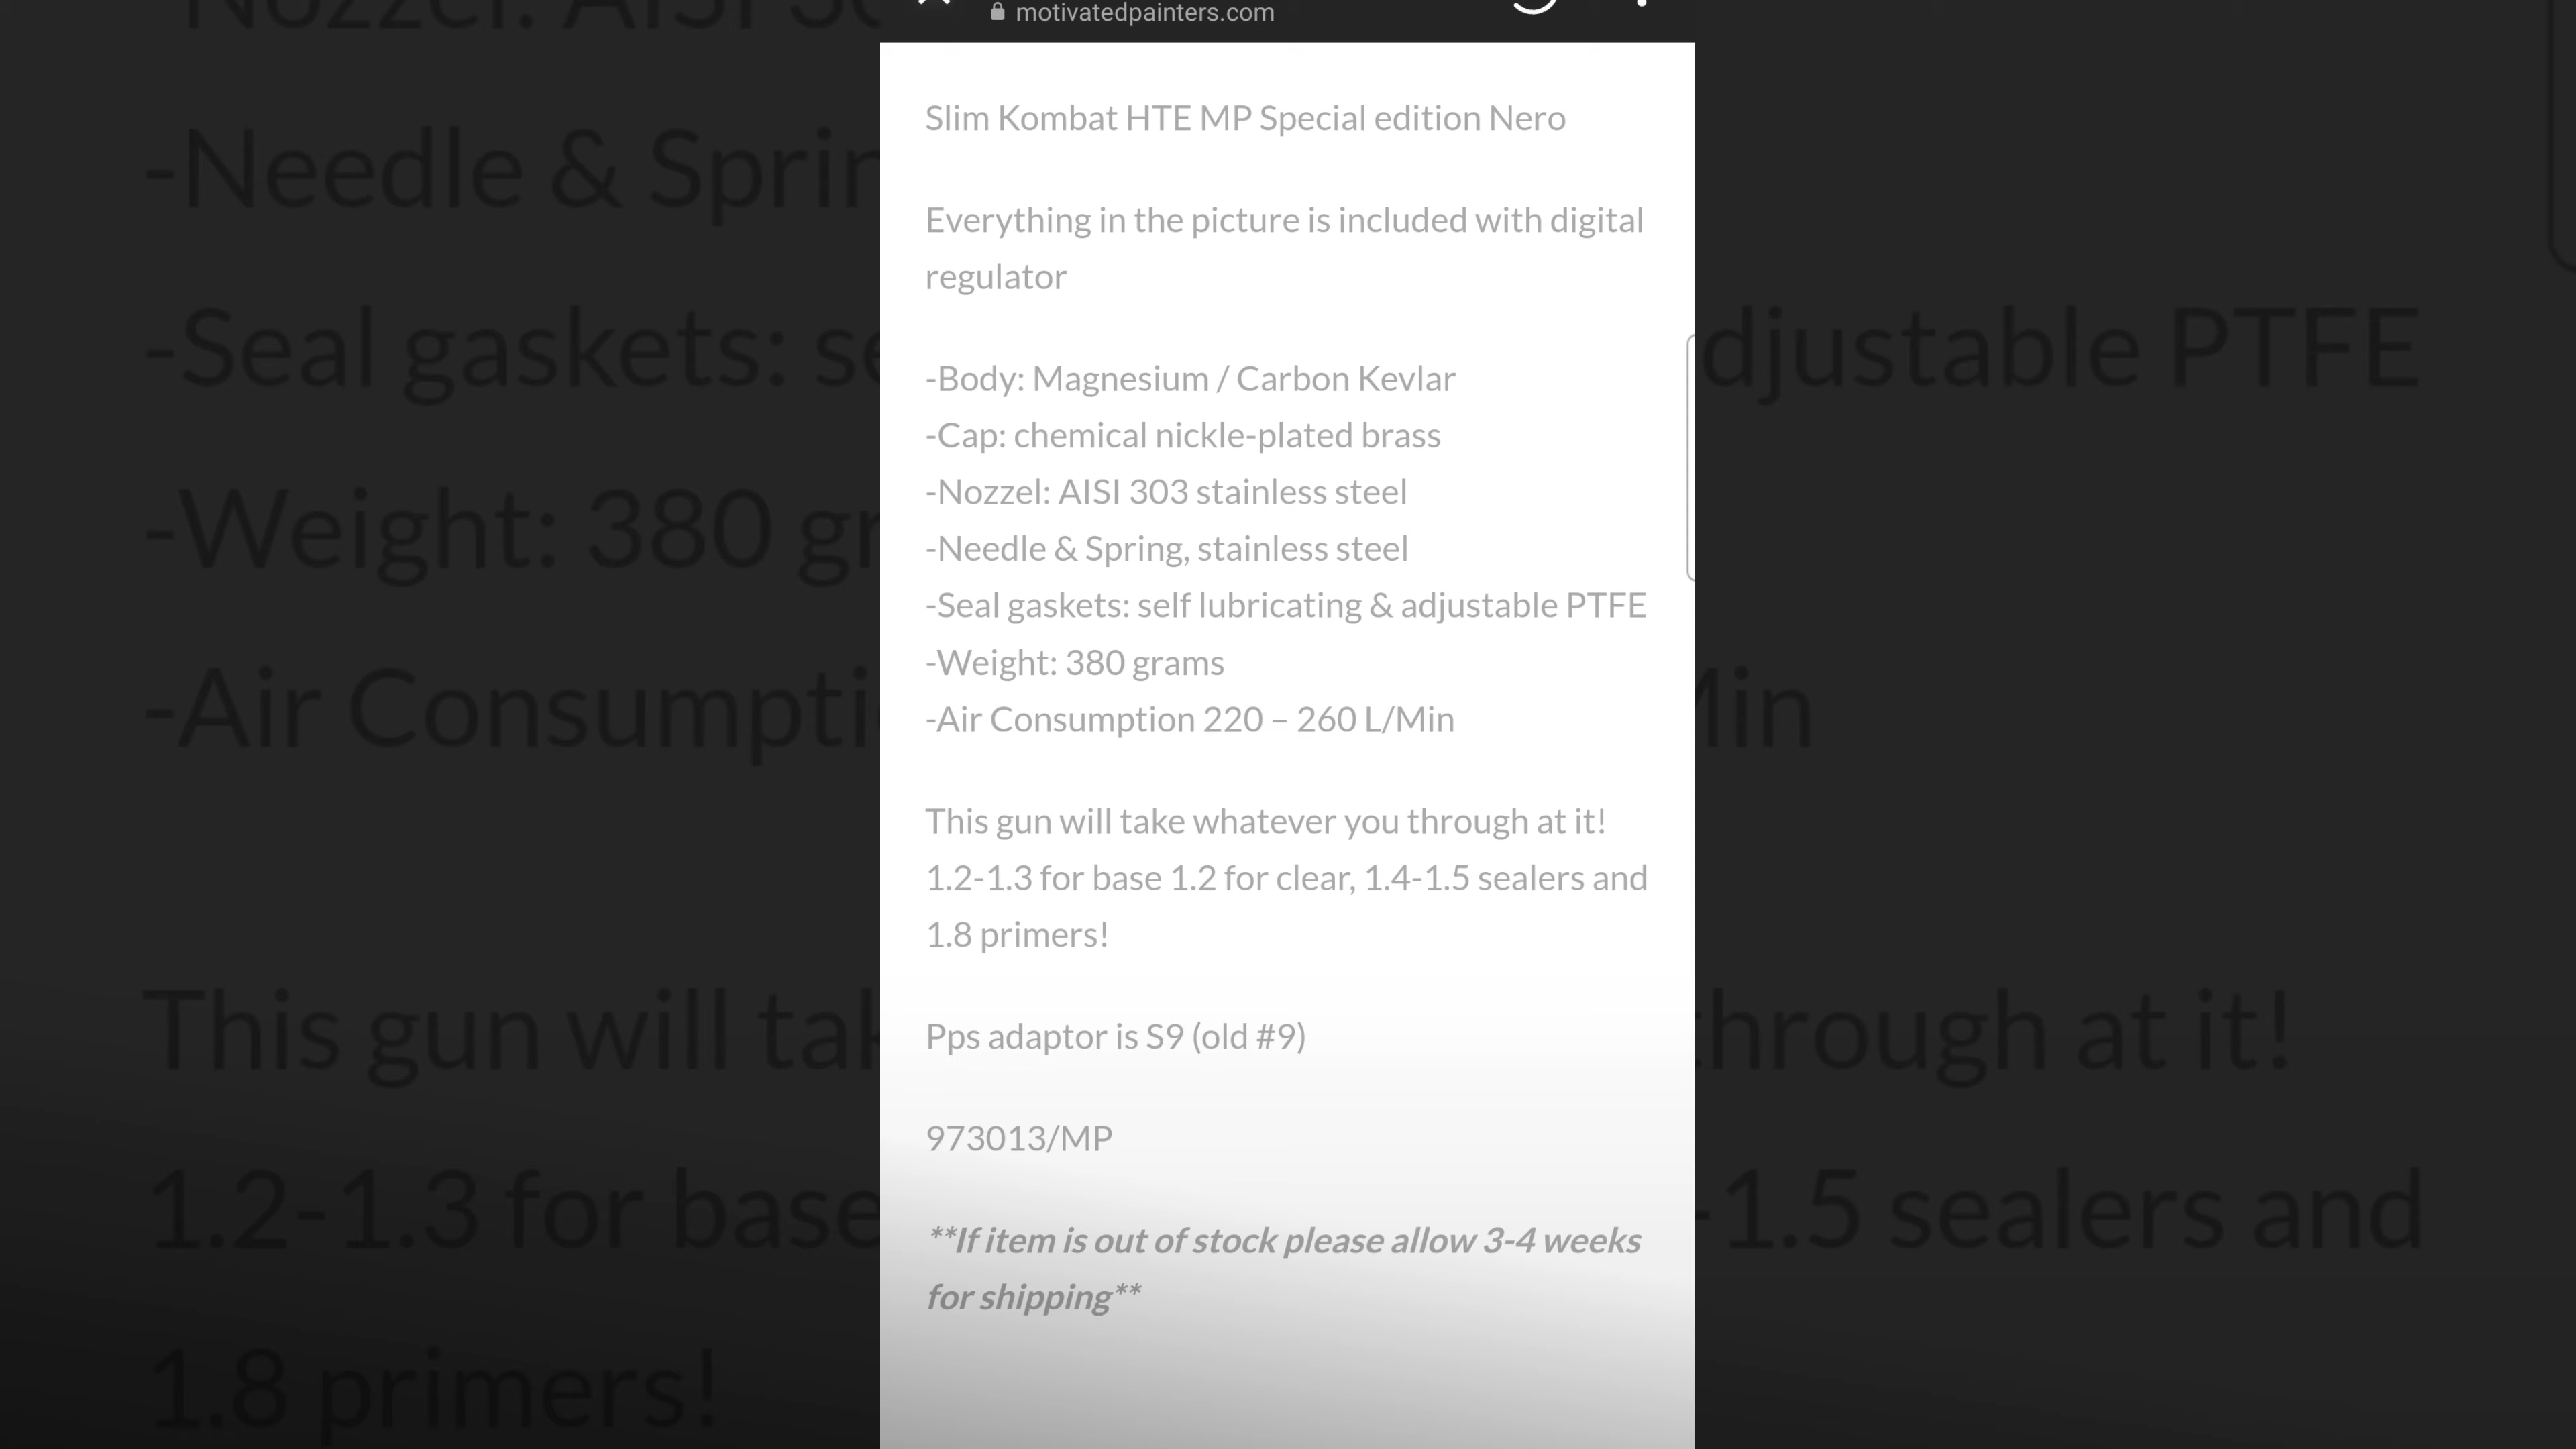 motivatedpainters.com
Slim Kombat HTE MP Special edition Nero
Everything in the picture is included with digital
regulator
-Body: Magnesium / Carbon Kevlar
-Cap: chemical nickle-plated brass
-Nozzel: AISI 303 stainless steel
-Needle & Spring, stainless steel
-Seal gaskets: self lubricating & adjustable PTFE
-Weight: 380 grams
-Air Consumption 220 – 260 L/Min
This gun will take whatever you through at it!
1.2-1.3 for base 1.2 for clear, 1.4-1.5 sealers and
1.8 primers!
Pps adaptor is S9 (old #9)
973013/MP
**If item is out of stock please allow 3-4 weeks
for shipping**